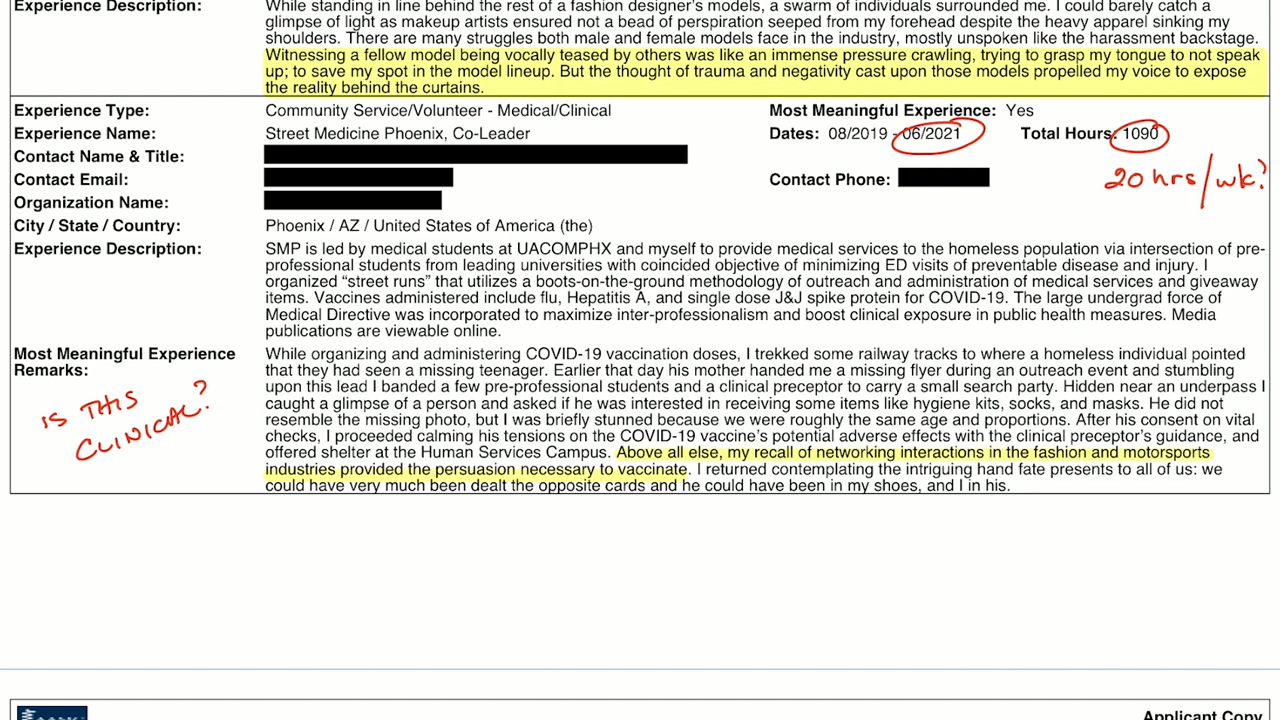 Experience Description: While standing in line behind the rest of a fashion designer's models, a swarm of individuals surrounded me. I could barely catch a
glimpse of light as makeup artists ensured not a bead of perspiration seeped from my forehead despite the heavy apparel sinking my
shoulders. There are many struggles both male and female models face in the industry, mostly unspoken like the harassment backstage.
Witnessing a fellow model being vocally teased by others was like an immense pressure crawling, trying to grasp my tongue to not speak
up; to save my spot in the model lineup. But the thought of trauma and negativity cast upon those models propelled my voice to expose
the reality behind the curtains.
Experience Type: Community Service/Volunteer - Medical/Clinical Most Meaningful Experience: Yes
Experience Name: Street Medicine Phoenix, Co-Leader Dates: 08/2019 - 06/2021 Total Hours: 1090
Contact Name & Title:
Contact Email: Contact Phone: 20 hrs/wk?
Organization Name:
City / State / Country: Phoenix / AZ / United States of America (the)
Experience Description: SMP is led by medical students at UACOMPHX and myself to provide medical services to the homeless population via intersection of pre-
professional students from leading universities with coincided objective of minimizing ED visits of preventable disease and injury. I
organized “street runs” that utilizes a boots-on-the-ground methodology of outreach and administration of medical services and giveaway
items. Vaccines administered include flu, Hepatitis A, and single dose J&J spike protein for COVID-19. The large undergrad force of
Medical Directive was incorporated to maximize inter-professionalism and boost clinical exposure in public health measures. Media
publications are viewable online.
Most Meaningful Experience While organizing and administering COVID-19 vaccination doses, I trekked some railway tracks to where a homeless individual pointed
Remarks: that they had seen a missing teenager. Earlier that day his mother handed me a missing flyer during an outreach event and stumbling
upon this lead I banded a few pre-professional students and a clinical preceptor to carry a small search party. Hidden near an underpass I
caught a glimpse of a person and asked if he was interested in receiving some items like hygiene kits, socks, and masks. He did not
resemble the missing photo, but I was briefly stunned because we were roughly the same age and proportions. After his consent on vital
checks, I proceeded calming his tensions on the COVID-19 vaccine's potential adverse effects with the clinical preceptor's guidance, and
offered shelter at the Human Services Campus. Above all else, my recall of networking interactions in the fashion and motorsports
industries provided the persuasion necessary to vaccinate. I returned contemplating the intriguing hand fate presents to all of us: we
could have very much been dealt the opposite cards and he could have been in my shoes, and I in his.
IS THIS
CLINICAL?
Applicant Copy